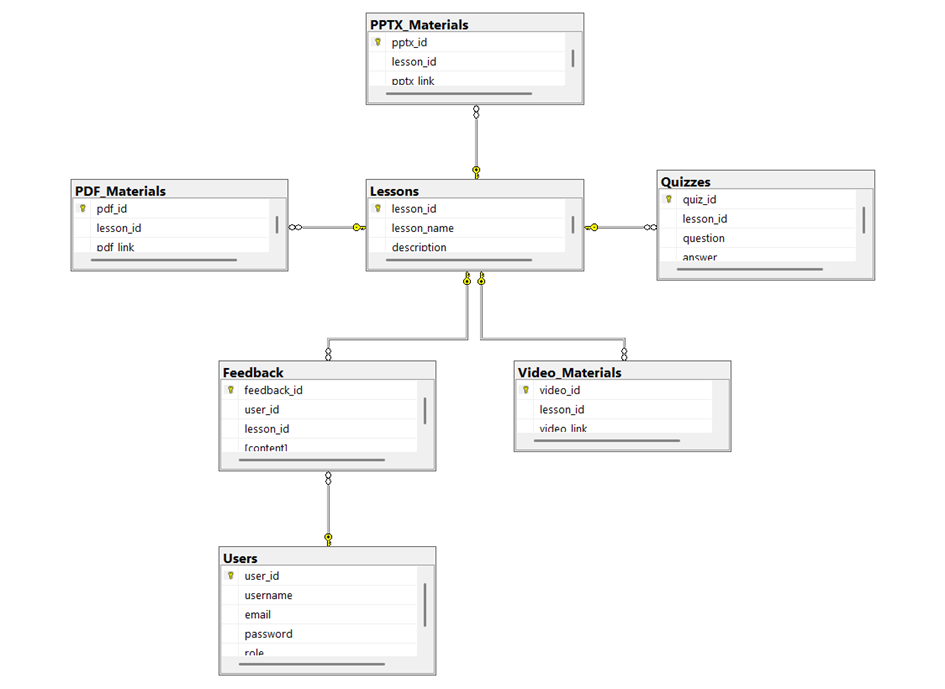 PPTX_Materials
pptx_id
lesson_id
pptx_link
PDF_Materials
pdf_id
lesson_id
pdf_link
Lessons
lesson_id
lesson_name
description
Quizzes
quiz_id
lesson_id
question
answer
Feedback
feedback_id
user_id
lesson_id
[content]
Video_Materials
video_id
lesson_id
video_link
Users
user_id
username
email
password
role